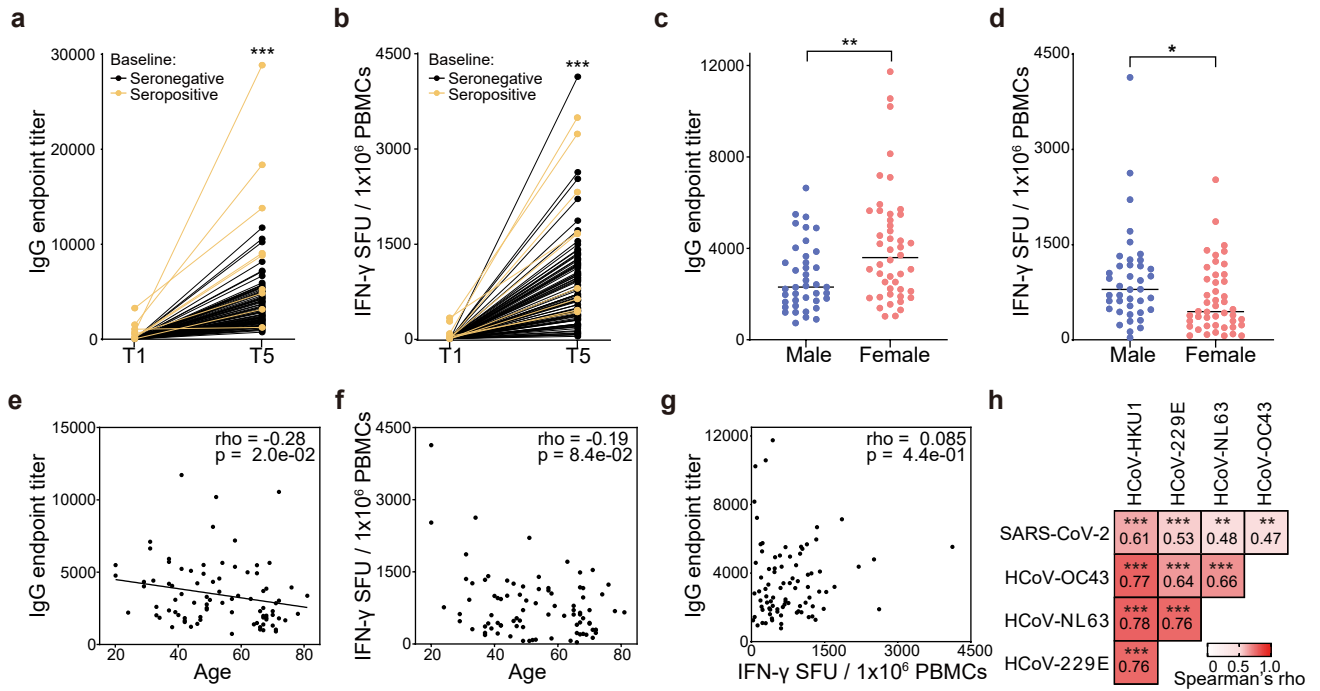 a
30000
20000
10000
0
IgG endpoint titer
Baseline:
Seronegative
Seropositive
***
T1
T5
b
4500
3000
1500
0
IFN-γ SFU / 1x10⁶ PBMCs
Baseline:
Seronegative
Seropositive
***
T1
T5
c
12000
8000
4000
0
IgG endpoint titer
**
Male
Female
d
4500
3000
1500
0
IFN-γ SFU / 1x10⁶ PBMCs
*
Male
Female
e
15000
10000
5000
0
IgG endpoint titer
rho = -0.28
p = 2.0e-02
20
40
60
80
Age
f
4500
3000
1500
0
IFN-γ SFU / 1x10⁶ PBMCs
rho = -0.19
p = 8.4e-02
20
40
60
80
Age
g
12000
8000
4000
0
IgG endpoint titer
rho = 0.085
p = 4.4e-01
0
1500
3000
4500
IFN-γ SFU / 1x10⁶ PBMCs
h
HCoV-HKU1
HCoV-229E
HCoV-NL63
HCoV-OC43
SARS-CoV-2
*** *** ** **
0.61 0.53 0.48 0.47
HCoV-OC43
*** *** ***
0.77 0.64 0.66
HCoV-NL63
*** ***
0.78 0.76
HCoV-229E
***
0.76
0 0.5 1.0
Spearman's rho